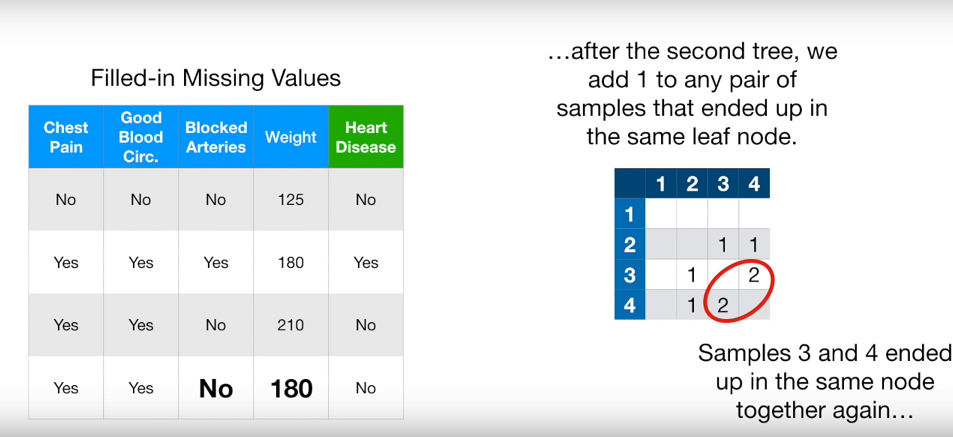 Filled-in Missing Values
Chest Pain Good Blood Circ. Blocked Arteries Weight Heart Disease
No No No 125 No
Yes Yes Yes 180 Yes
Yes Yes No 210 No
Yes Yes No 180 No
…after the second tree, we
add 1 to any pair of
samples that ended up in
the same leaf node.
1 2 3 4
1
2 1 1
3 1 2
4 1 2
Samples 3 and 4 ended
up in the same node
together again…